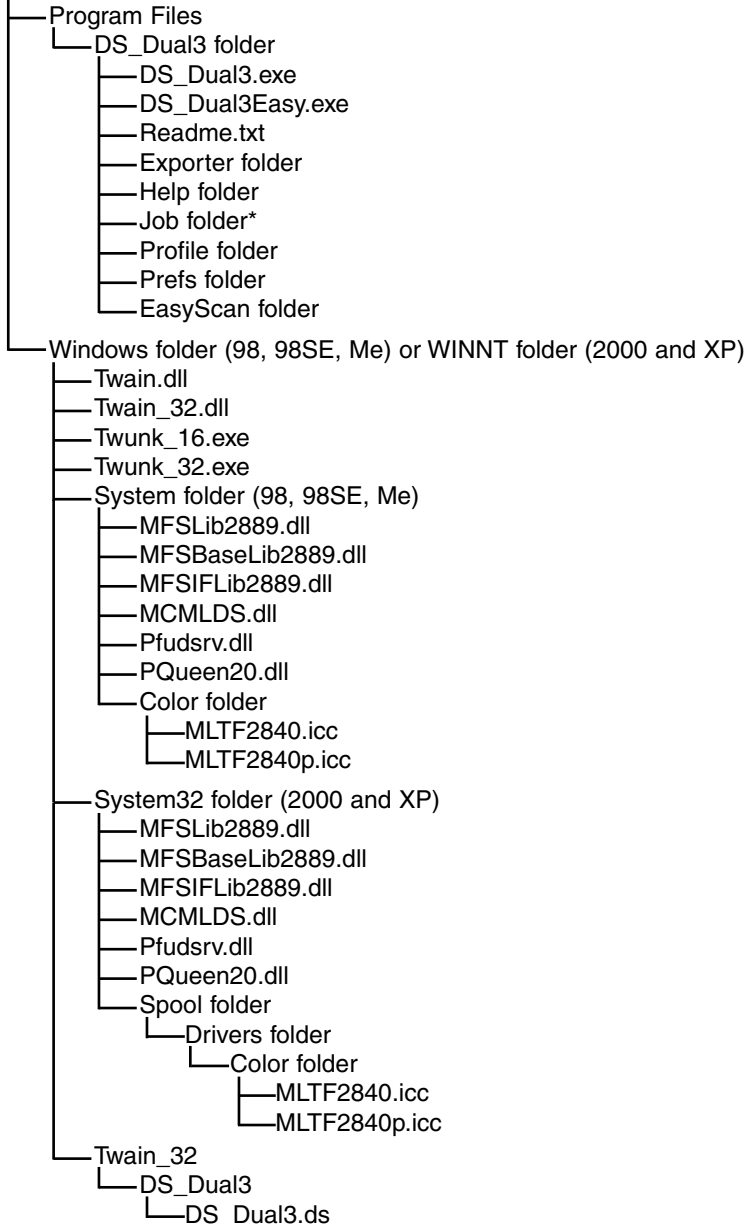 Program Files
DS_Dual3 folder
DS_Dual3.exe
DS_Dual3Easy.exe
Readme.txt
Exporter folder
Help folder
Job folder*
Profile folder
Prefs folder
EasyScan folder
Windows folder (98, 98SE, Me) or WINNT folder (2000 and XP)
Twain.dll
Twain_32.dll
Twunk_16.exe
Twunk_32.exe
System folder (98, 98SE, Me)
MFSLib2889.dll
MFSBaseLib2889.dll
MFSIFLib2889.dll
MCMLDS.dll
Pfudsrv.dll
PQueen20.dll
Color folder
MLTF2840.icc
MLTF2840p.icc
System32 folder (2000 and XP)
MFSLib2889.dll
MFSBaseLib2889.dll
MFSIFLib2889.dll
MCMLDS.dll
Pfudsrv.dll
PQueen20.dll
Spool folder
Drivers folder
Color folder
MLTF2840.icc
MLTF2840p.icc
Twain_32
DS_Dual3
DS_Dual3.ds